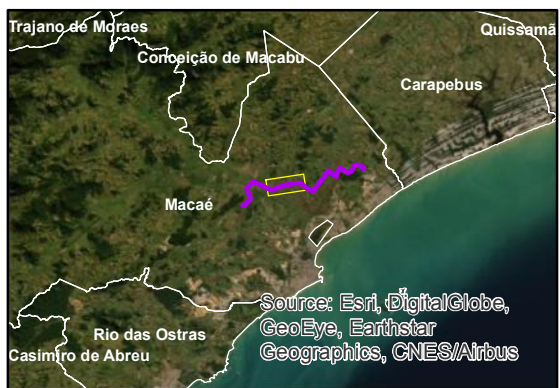 Trajano de Moraes
Quissamã
Conceição de Macabu
Carapebus
Macaé
Source: Esri, DigitalGlobe,
GeoEye, Earthstar
Geographics, CNES/Airbus
Rio das Ostras
Casimiro de Abreu